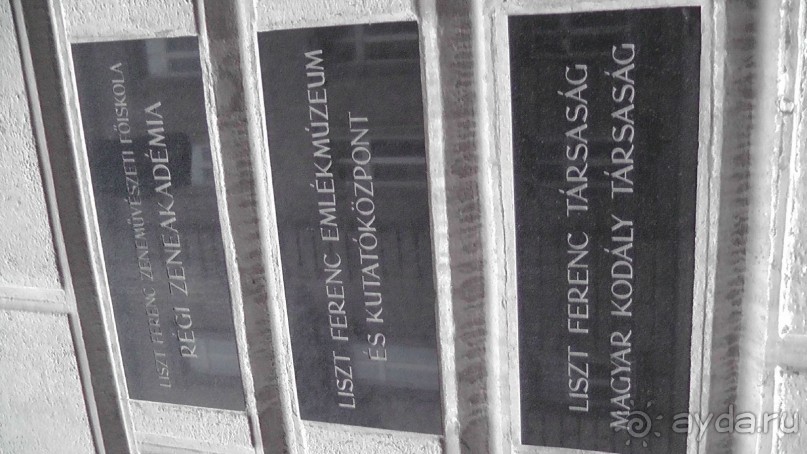 LISZT FERENC ZENEMŰVÉSZETI FŐISKOLA
RÉGI ZENEAKADÉMIA
LISZT FERENC EMLÉKMÚZEUM
ÉS KUTATÓKÖZPONT
LISZT FERENC TÁRSASÁG
MAGYAR KODÁLY TÁRSASÁG
ayda.ru